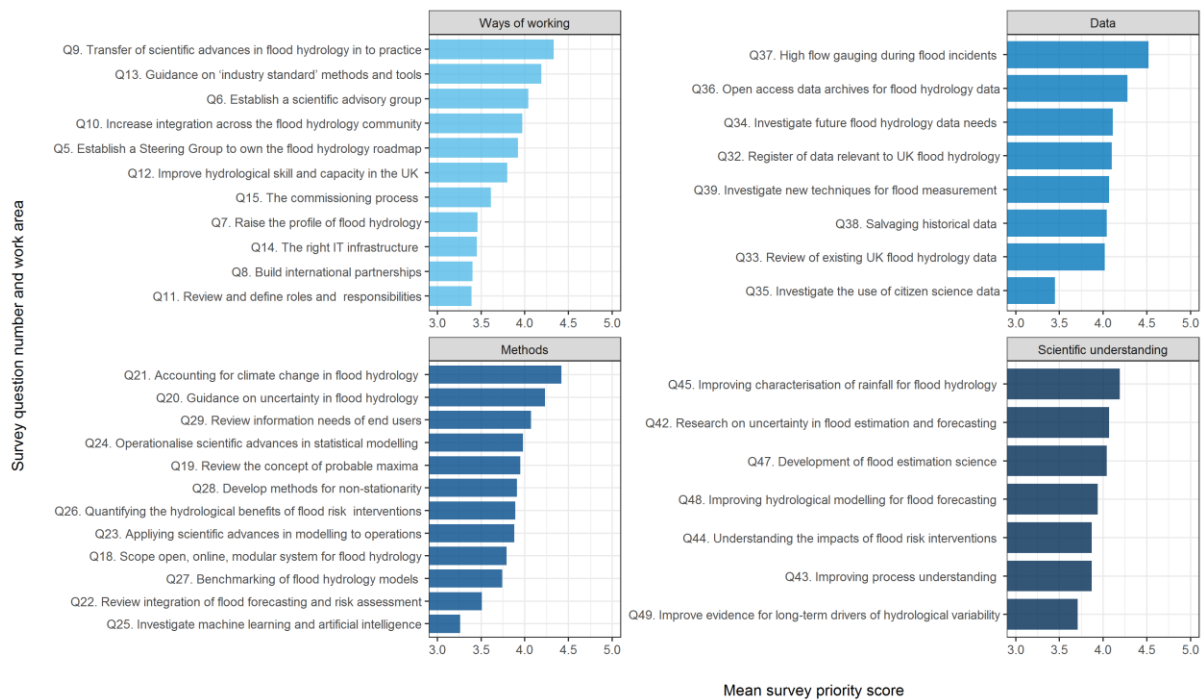 Survey question number and work area
Ways of working
Q9. Transfer of scientific advances in flood hydrology in to practice
Q13. Guidance on ‘industry standard’ methods and tools
Q6. Establish a scientific advisory group
Q10. Increase integration across the flood hydrology community
Q5. Establish a Steering Group to own the flood hydrology roadmap
Q12. Improve hydrological skill and capacity in the UK
Q15. The commissioning process
Q7. Raise the profile of flood hydrology
Q14. The right IT infrastructure
Q8. Build international partnerships
Q11. Review and define roles and responsibilities
3.0 3.5 4.0 4.5 5.0
Data
Q37. High flow gauging during flood incidents
Q36. Open access data archives for flood hydrology data
Q34. Investigate future flood hydrology data needs
Q32. Register of data relevant to UK flood hydrology
Q39. Investigate new techniques for flood measurement
Q38. Salvaging historical data
Q33. Review of existing UK flood hydrology data
Q35. Investigate the use of citizen science data
3.0 3.5 4.0 4.5 5.0
Methods
Q21. Accounting for climate change in flood hydrology
Q20. Guidance on uncertainty in flood hydrology
Q29. Review information needs of end users
Q24. Operationalise scientific advances in statistical modelling
Q19. Review the concept of probable maxima
Q28. Develop methods for non-stationarity
Q26. Quantifying the hydrological benefits of flood risk interventions
Q23. Applying scientific advances in modelling to operations
Q18. Scope open, online, modular system for flood hydrology
Q27. Benchmarking of flood hydrology models
Q22. Review integration of flood forecasting and risk assessment
Q25. Investigate machine learning and artificial intelligence
3.0 3.5 4.0 4.5 5.0
Scientific understanding
Q45. Improving characterisation of rainfall for flood hydrology
Q42. Research on uncertainty in flood estimation and forecasting
Q47. Development of flood estimation science
Q48. Improving hydrological modelling for flood forecasting
Q44. Understanding the impacts of flood risk interventions
Q43. Improving process understanding
Q49. Improve evidence for long-term drivers of hydrological variability
3.0 3.5 4.0 4.5 5.0
Mean survey priority score